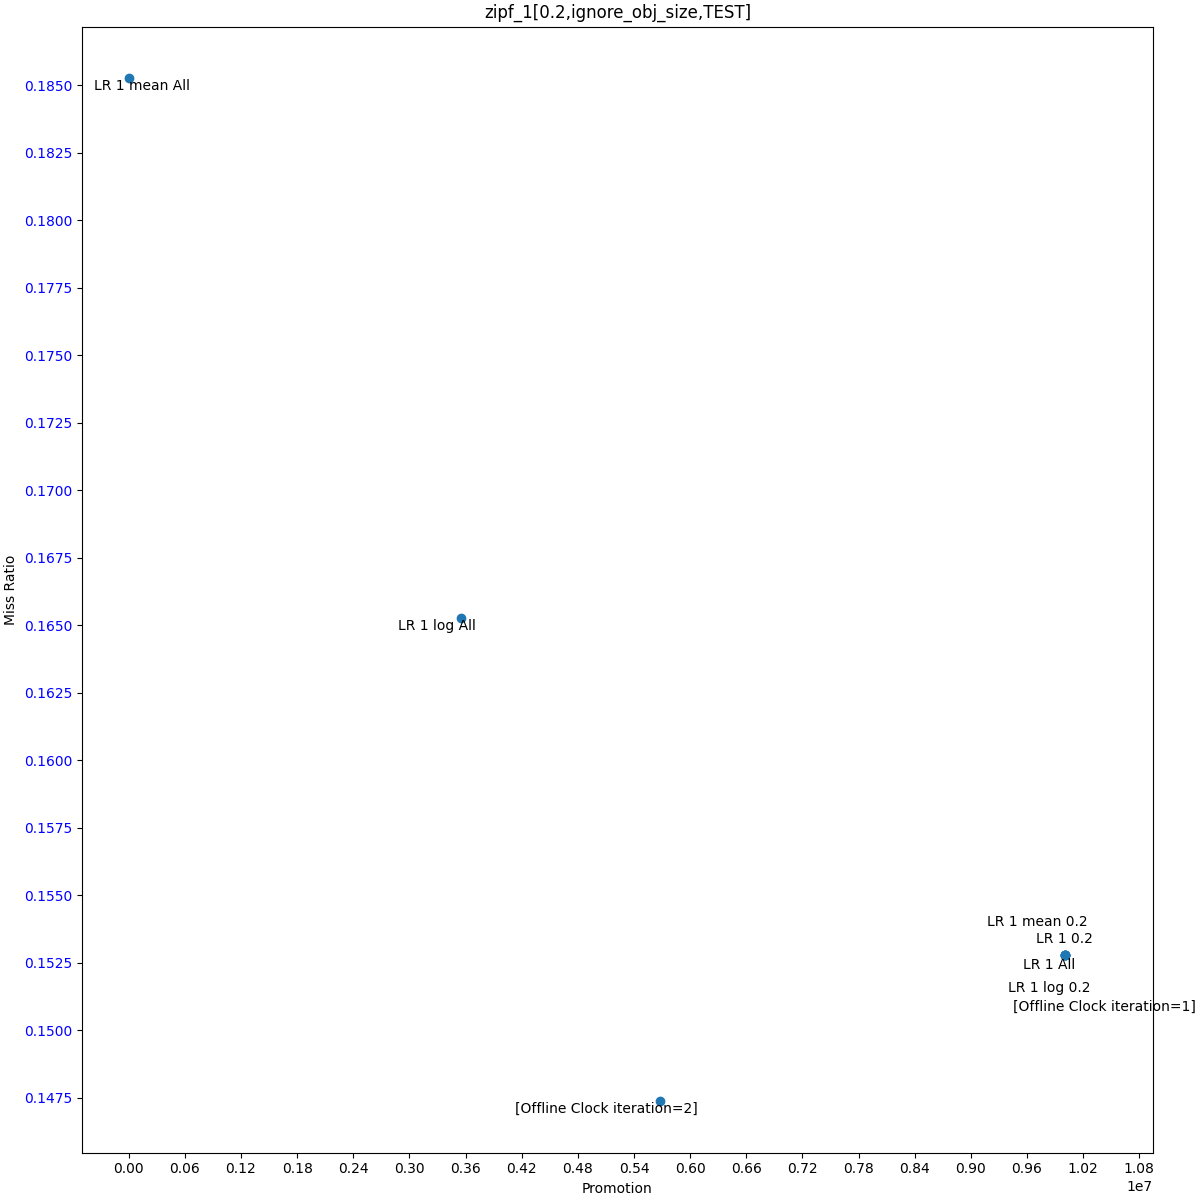 zipf_1[0.2,ignore_obj_size,TEST]
0.1850
LR 1 mean All
0.1825
0.1800
0.1775
0.1750
0.1725
0.1700
0.1675
Miss Ratio
0.1650
LR 1 log All
0.1625
0.1600
0.1575
0.1550
LR 1 mean 0.2
LR 1 0.2
0.1525
LR 1 All
LR 1 log 0.2
[Offline Clock iteration=1]
0.1500
0.1475
[Offline Clock iteration=2]
0.00 0.06 0.12 0.18 0.24 0.30 0.36 0.42 0.48 0.54 0.60 0.66 0.72 0.78 0.84 0.90 0.96 1.02 1.08
1e7
Promotion